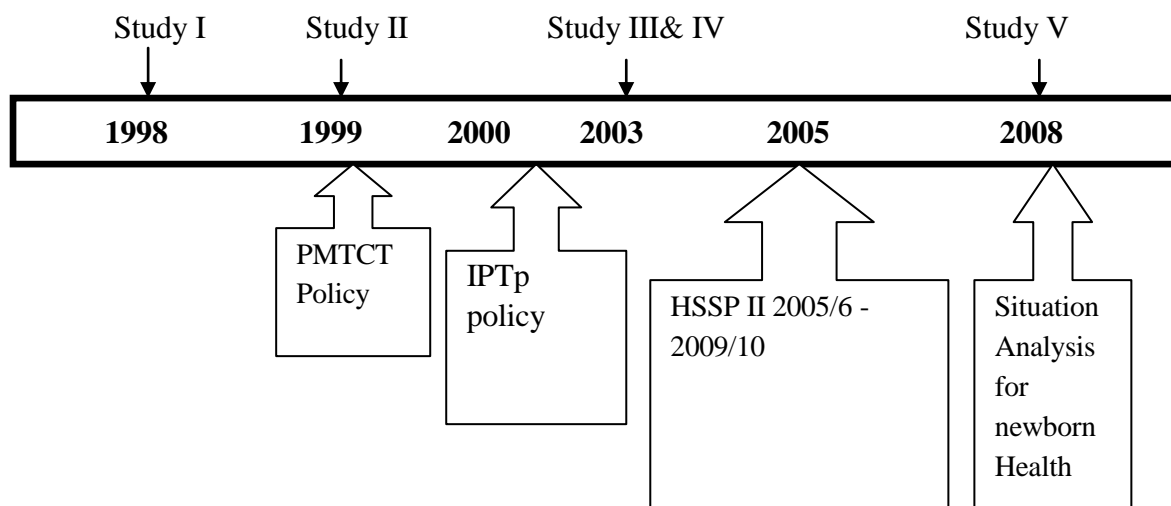 Study I Study II Study III& IV Study V
1998 1999 2000 2003 2005 2008
PMTCT
Policy
IPTp
policy
HSSP II 2005/6 -
2009/10
Situation
Analysis
for
newborn
Health